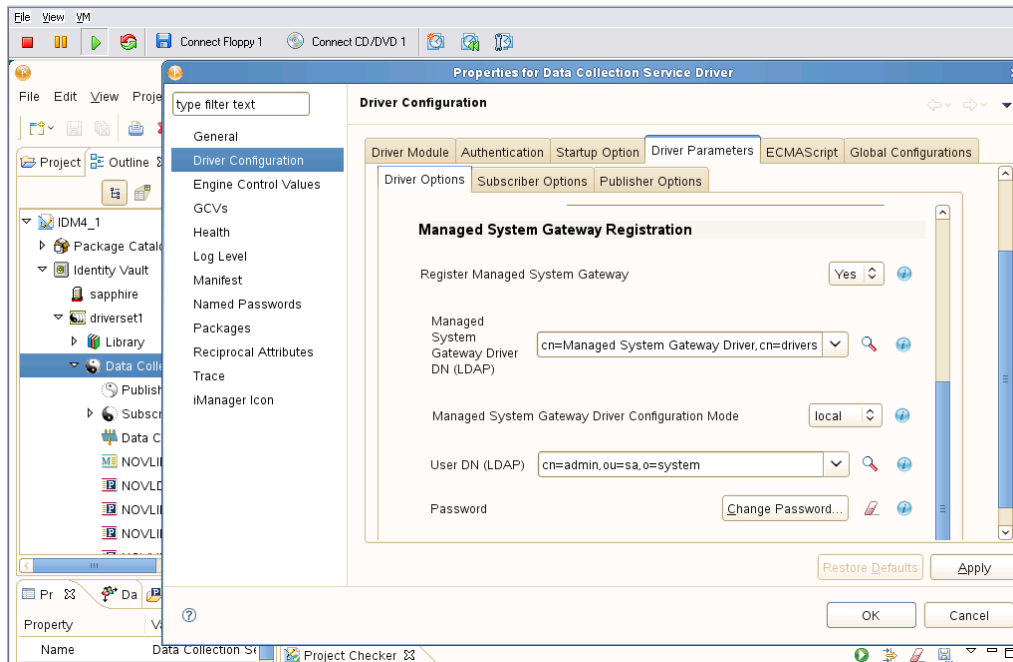 File View VM
Connect Floppy 1 Connect CD/DVD 1
Properties for Data Collection Service Driver
File Edit View Proje
type filter text
Driver Configuration
General
Driver Configuration
Engine Control Values
GCVs
Health
Log Level
Manifest
Named Passwords
Packages
Reciprocal Attributes
Trace
iManager Icon
Project Outline
IDM4_1
Package Catalo
Identity Vault
sapphire
driverset1
Library
Data Colle
Publish
Subscr
Data C
NOVLI
NOVLD
NOVLI
NOVLI
Driver Module Authentication Startup Option Driver Parameters ECMAScript Global Configurations
Driver Options Subscriber Options Publisher Options
Managed System Gateway Registration
Register Managed System Gateway Yes
Managed
System
Gateway Driver
DN (LDAP)
cn=Managed System Gateway Driver,cn=drivers
Managed System Gateway Driver Configuration Mode local
User DN (LDAP) cn=admin,ou=sa,o=system
Password Change Password...
Restore Defaults Apply
OK Cancel
Pr Da
Property Va
Name Data Collection Se
Project Checker